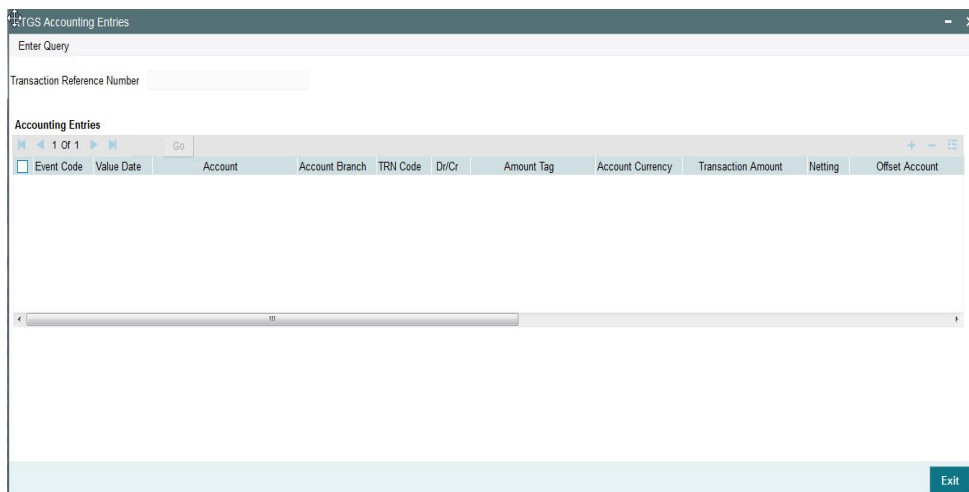 TGS Accounting Entries
Enter Query
Transaction Reference Number
Accounting Entries
1 Of 1 Go
Event Code Value Date Account Account Branch TRN Code Dr/Cr Amount Tag Account Currency Transaction Amount Netting Offset Account
Exit